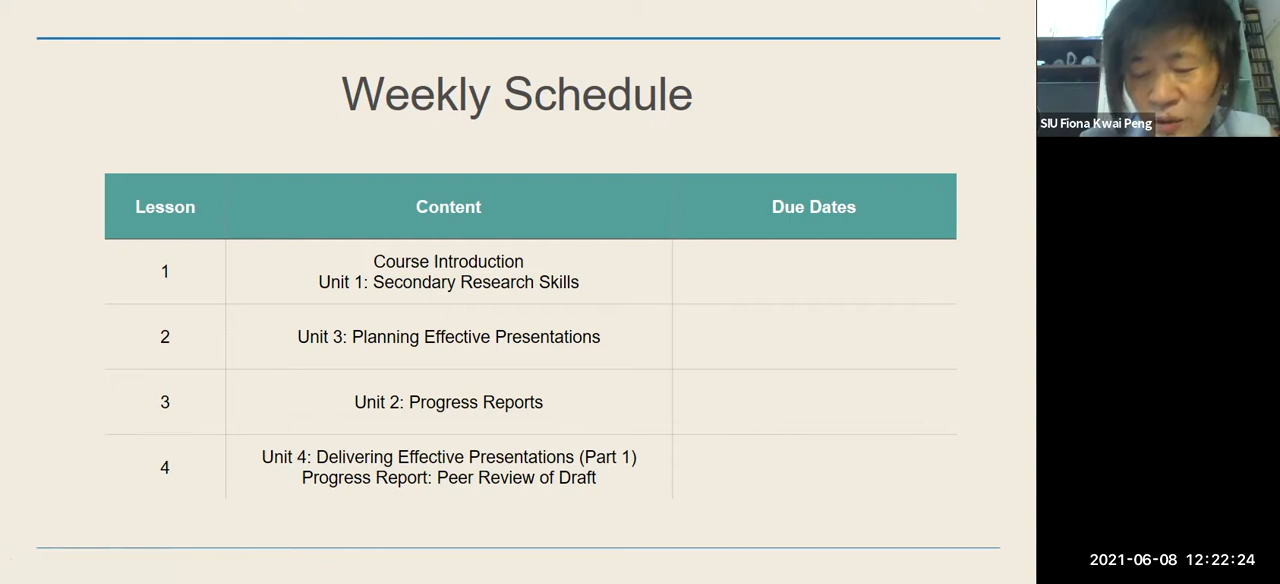 Weekly Schedule
Lesson Content Due Dates
1 Course Introduction
Unit 1: Secondary Research Skills
2 Unit 3: Planning Effective Presentations
3 Unit 2: Progress Reports
4 Unit 4: Delivering Effective Presentations (Part 1)
Progress Report: Peer Review of Draft
SIU Fiona Kwai Peng
2021-06-08 12:22:24